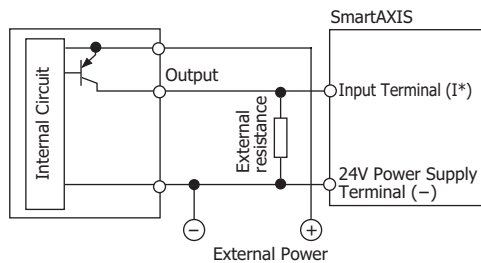 SmartAXIS
Internal Circuit
Output
External
resistance
Input Terminal (I*)
24V Power Supply
Terminal (−)
−
+
External Power